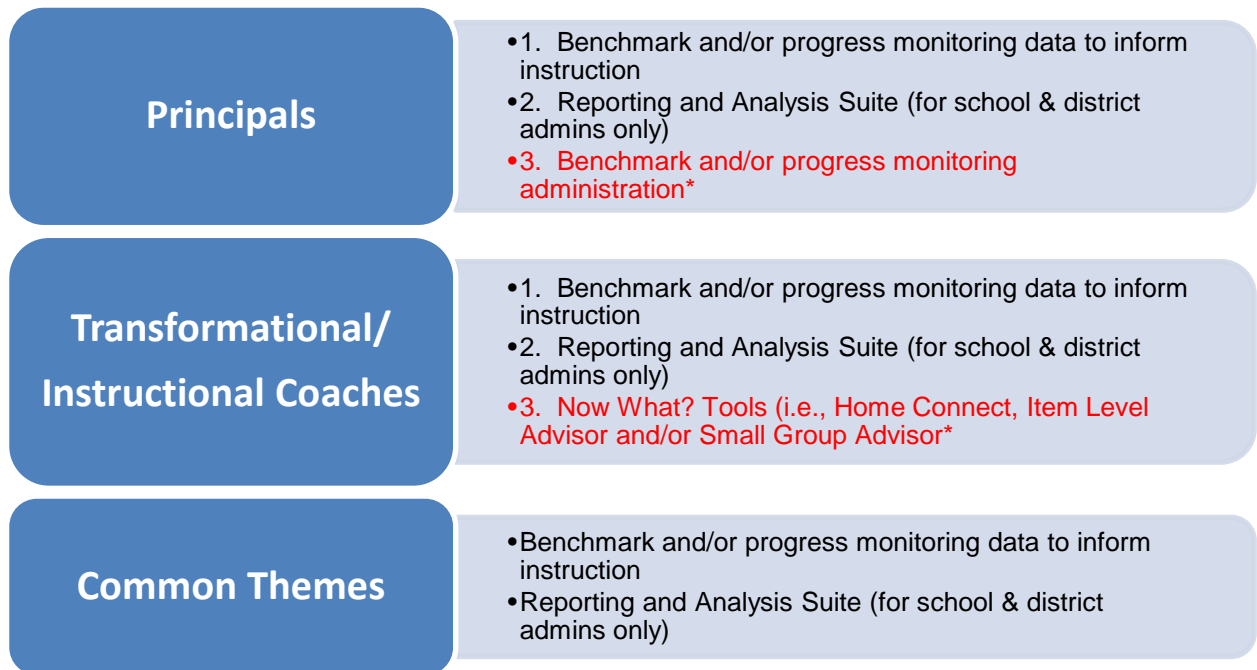 Principals
•1. Benchmark and/or progress monitoring data to inform
instruction
•2. Reporting and Analysis Suite (for school & district
admins only)
•3. Benchmark and/or progress monitoring
administration*
Transformational/
Instructional Coaches
•1. Benchmark and/or progress monitoring data to inform
instruction
•2. Reporting and Analysis Suite (for school & district
admins only)
•3. Now What? Tools (i.e., Home Connect, Item Level
Advisor and/or Small Group Advisor*
Common Themes
•Benchmark and/or progress monitoring data to inform
instruction
•Reporting and Analysis Suite (for school & district
admins only)